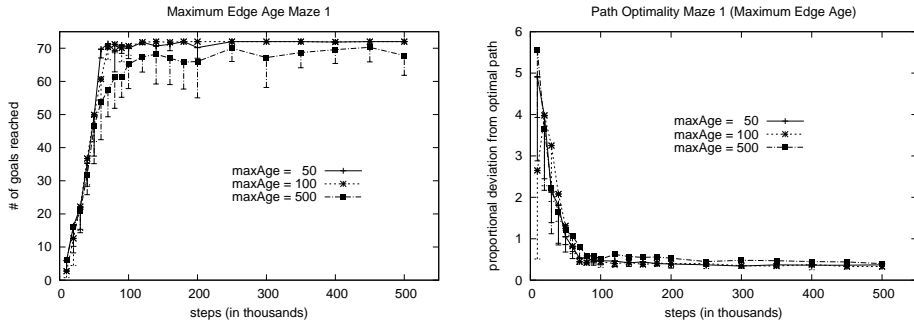 Maximum Edge Age Maze 1
# of goals reached
70
60
50
40
30
20
10
0
maxAge = 50
maxAge = 100
maxAge = 500
0 100 200 300 400 500
steps (in thousands)
Path Optimality Maze 1 (Maximum Edge Age)
proportional deviation from optimal path
6
5
4
3
2
1
0
maxAge = 50
maxAge = 100
maxAge = 500
0 100 200 300 400 500
steps (in thousands)